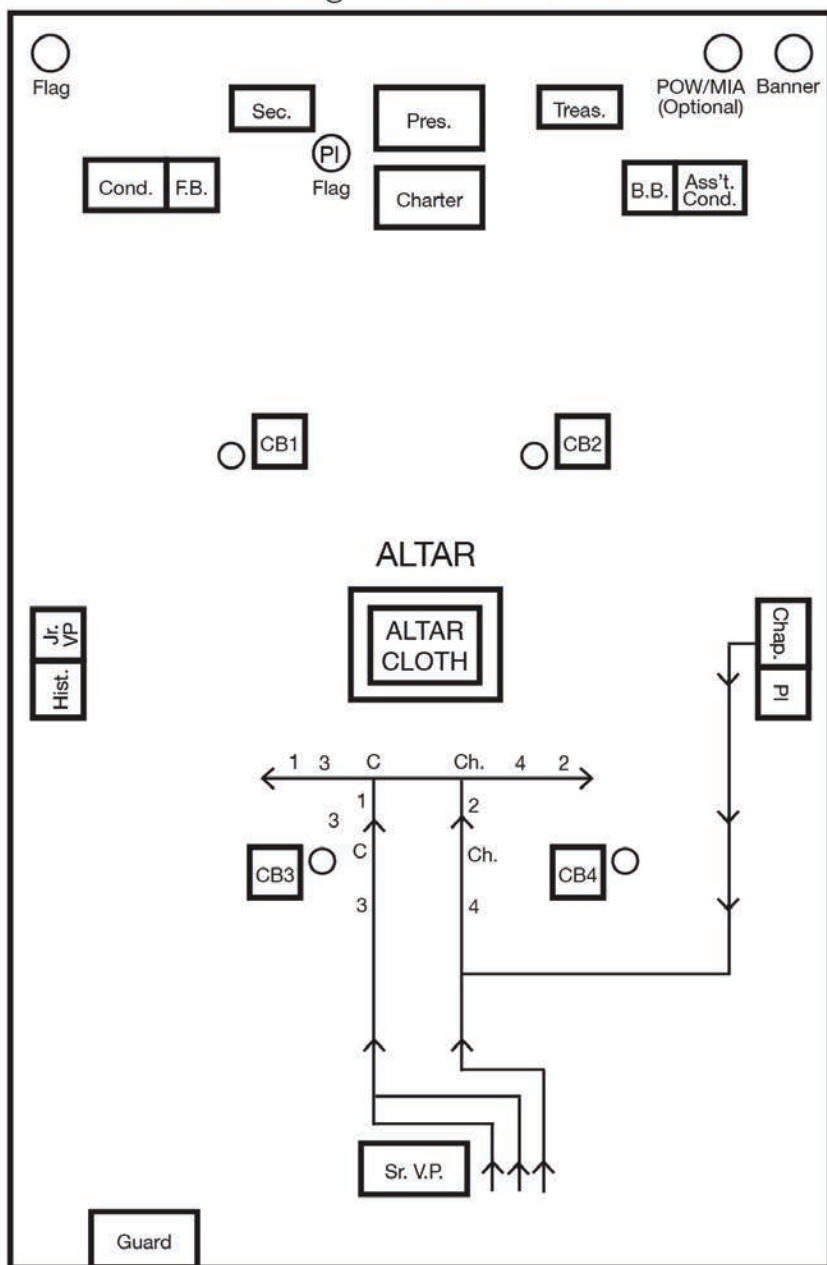 Flag
POW/MIA
(Optional)
Banner
Sec.
Pres.
Treas.
PI
Flag
Cond.
F.B.
Charter
B.B.
Ass't.
Cond.
CB1
CB2
ALTAR
ALTAR
CLOTH
Jr.
VP
Hist.
Chap.
PI
1 3 C Ch. 4 2
1 2
3
C Ch.
CB3
CB4
3 4
Sr. V.P.
Guard